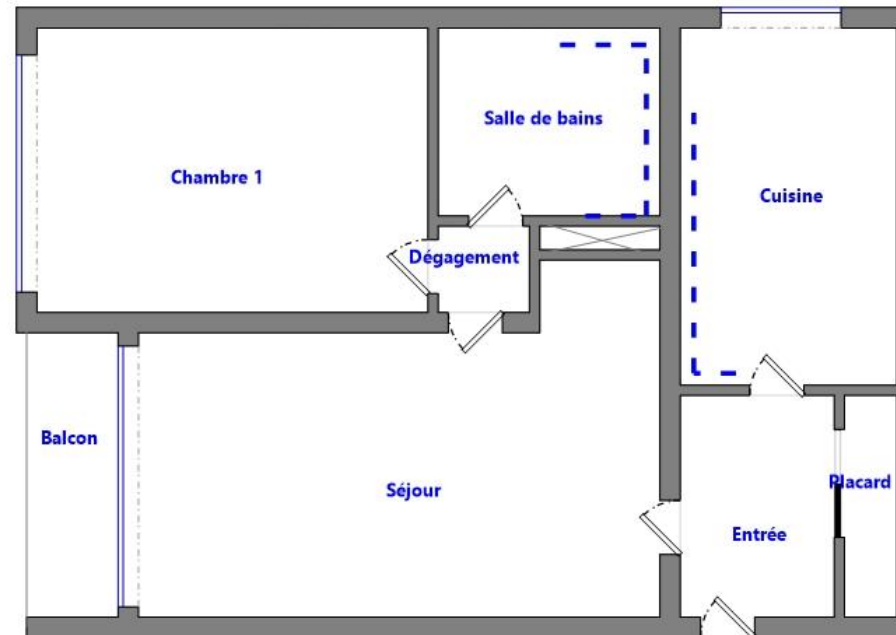 Salle de bains
Chambre 1
Cuisine
Dégagement
Balcon
Séjour
Placard
Entrée